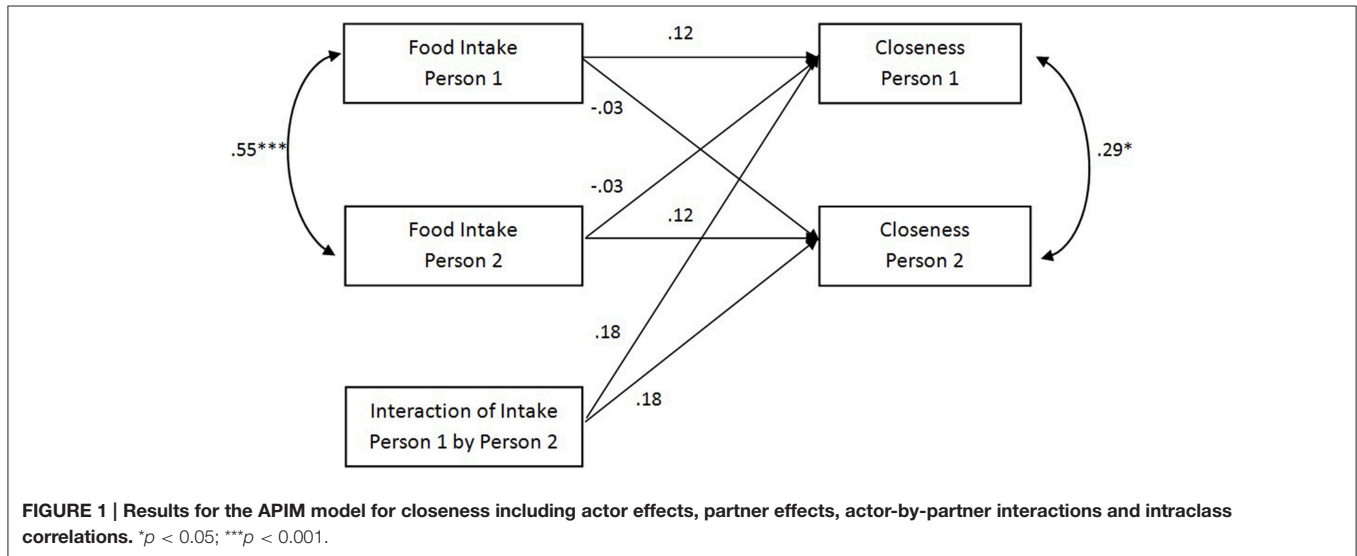 Food Intake
Person 1
.12
Closeness
Person 1
-.03
.55***
.29*
-.03
Food Intake
Person 2
.12
Closeness
Person 2
.18
.18
Interaction of Intake
Person 1 by Person 2
FIGURE 1 | Results for the APIM model for closeness including actor effects, partner effects, actor-by-partner interactions and intraclass
correlations. *p < 0.05; ***p < 0.001.